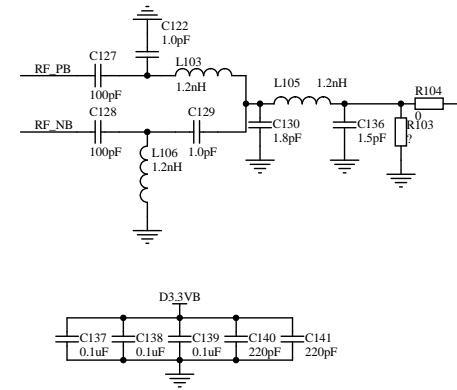 C122
1.0pF
C127
L103
RF_PB
100pF
1.2nH
L105 1.2nH
R104
C128
C129
RF_NB
0
C130
C136
R103
100pF
L106
1.0pF
1.8pF
1.5pF
?
1.2nH
D3.3VB
C137 C138 C139 C140 C141
0.1uF 0.1uF 0.1uF 220pF 220pF